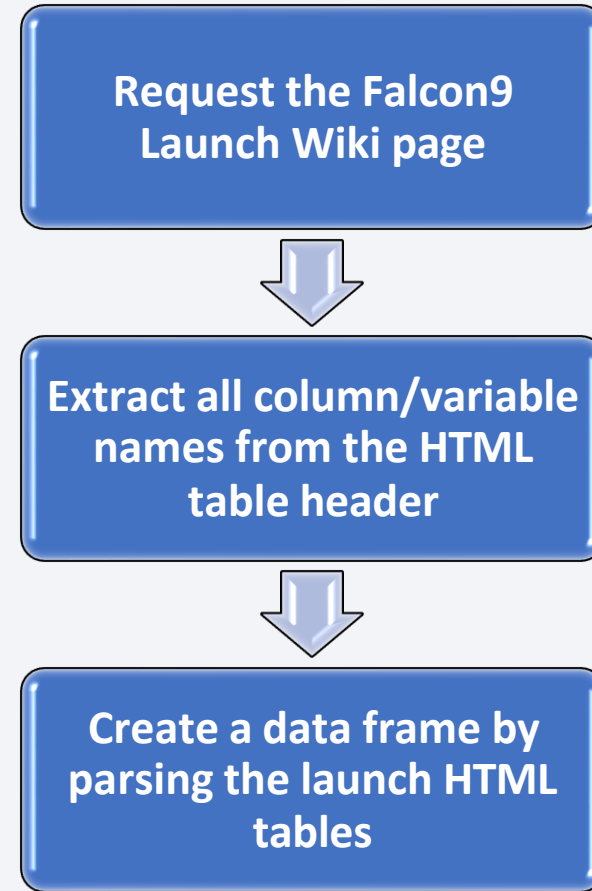 Request the Falcon9
Launch Wiki page
Extract all column/variable
names from the HTML
table header
Create a data frame by
parsing the launch HTML
tables